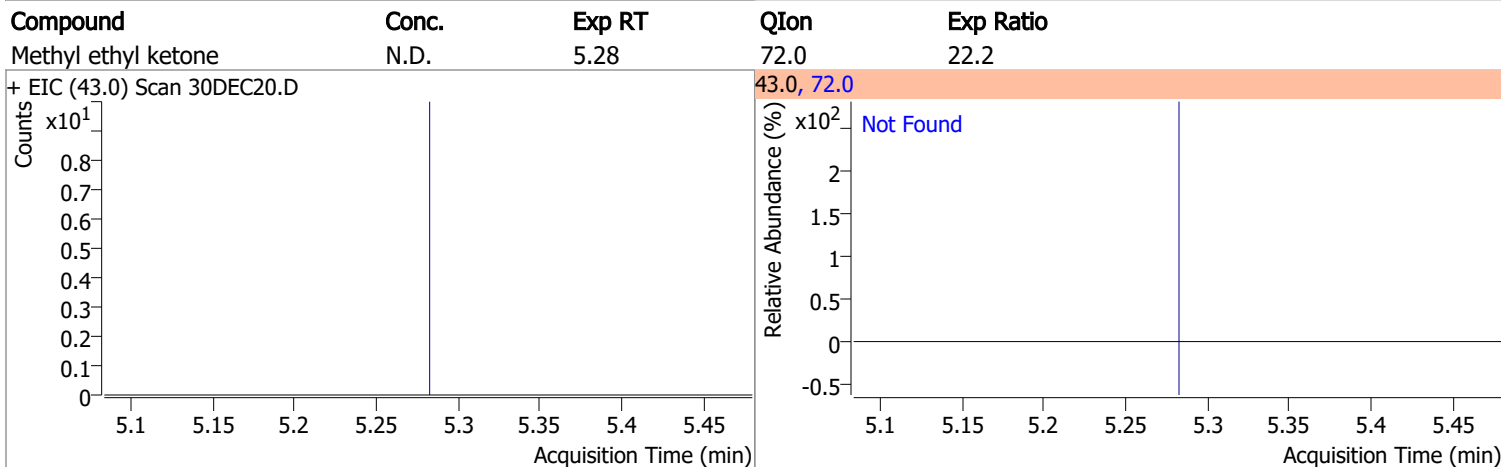 Compound Conc. Exp RT QIon Exp Ratio
Methyl ethyl ketone N.D. 5.28 72.0 22.2
+ EIC (43.0) Scan 30DEC20.D
Counts
x10¹
0.8
0.7
0.6
0.5
0.4
0.3
0.2
0.1
0
5.1 5.15 5.2 5.25 5.3 5.35 5.4 5.45
Acquisition Time (min)
43.0, 72.0
Relative Abundance (%)
x10²
Not Found
2
1.5
1
0.5
0
-0.5
5.1 5.15 5.2 5.25 5.3 5.35 5.4 5.45
Acquisition Time (min)